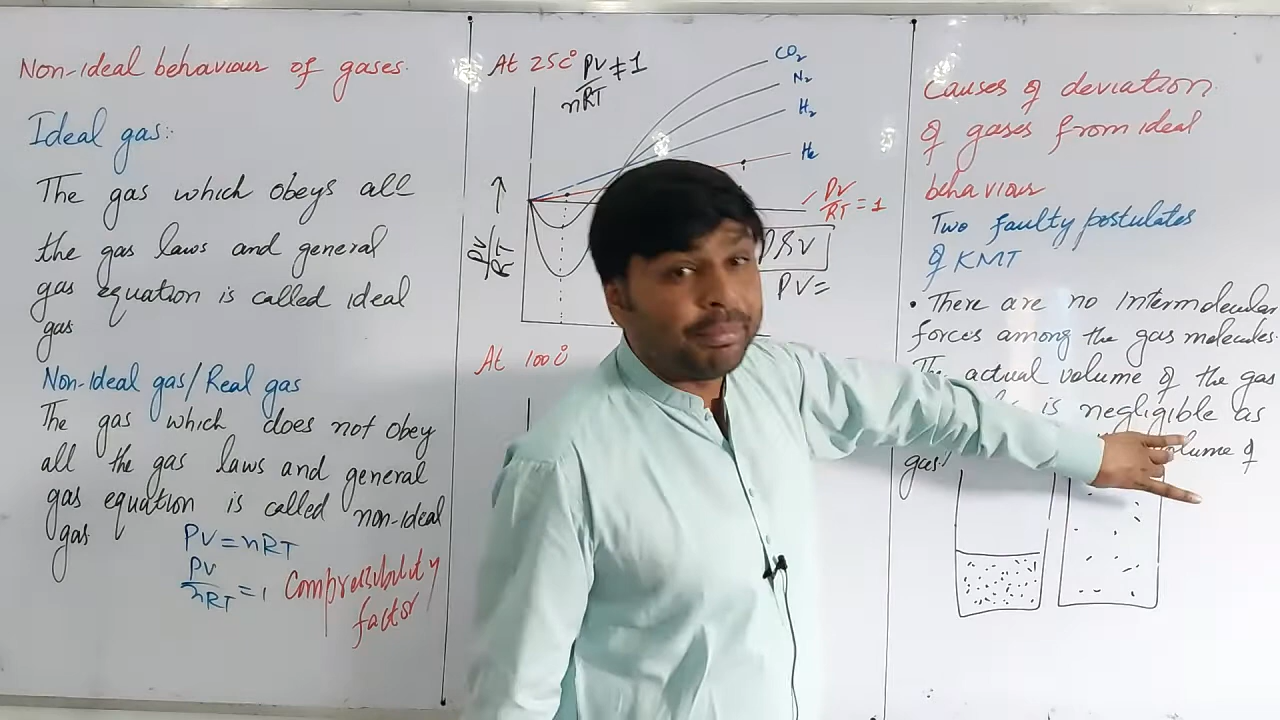 Non-ideal behaviour of gases.
Ideal gas:
The gas which obeys all
the gas laws and general
gas equation is called ideal
gas
Non-ideal gas/Real gas
The gas which does not obey
all the gas laws and general
gas equation is called non-ideal
gas
PV=nRT
PV/nRT=1 Compressibility
factor
At 25C° PV/nRT≠1
CO₂
N₂
H₂
He
PV/RT=1
PV/RT
PV=
At 100C°
Causes of deviation
of gases from ideal
behaviour
Two faulty postulates
of KMT
• There are no intermolecular
forces among the gas molecules.
The actual volume of the gas
is negligible as
volume of
gas.